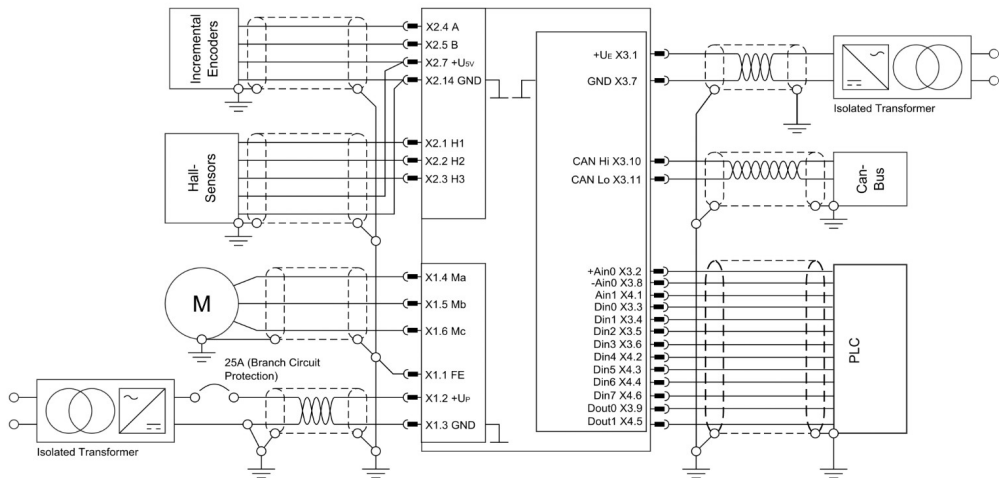 Incremental
Encoders
X2.4 A
X2.5 B
X2.7 +U5V
X2.14 GND
Hall-
Sensors
X2.1 H1
X2.2 H2
X2.3 H3
M
X1.4 Ma
X1.5 Mb
X1.6 Mc
25A (Branch Circuit
Protection)
X1.1 FE
X1.2 +UP
X1.3 GND
Isolated Transformer
+UE X3.1
GND X3.7
Isolated Transformer
CAN Hi X3.10
CAN Lo X3.11
Can-
Bus
+Ain0 X3.2
-Ain0 X3.8
Ain1 X4.1
Din0 X3.3
Din1 X3.4
Din2 X3.5
Din3 X3.6
Din4 X4.2
Din5 X4.3
Din6 X4.4
Din7 X4.6
Dout0 X3.9
Dout1 X4.5
PLC